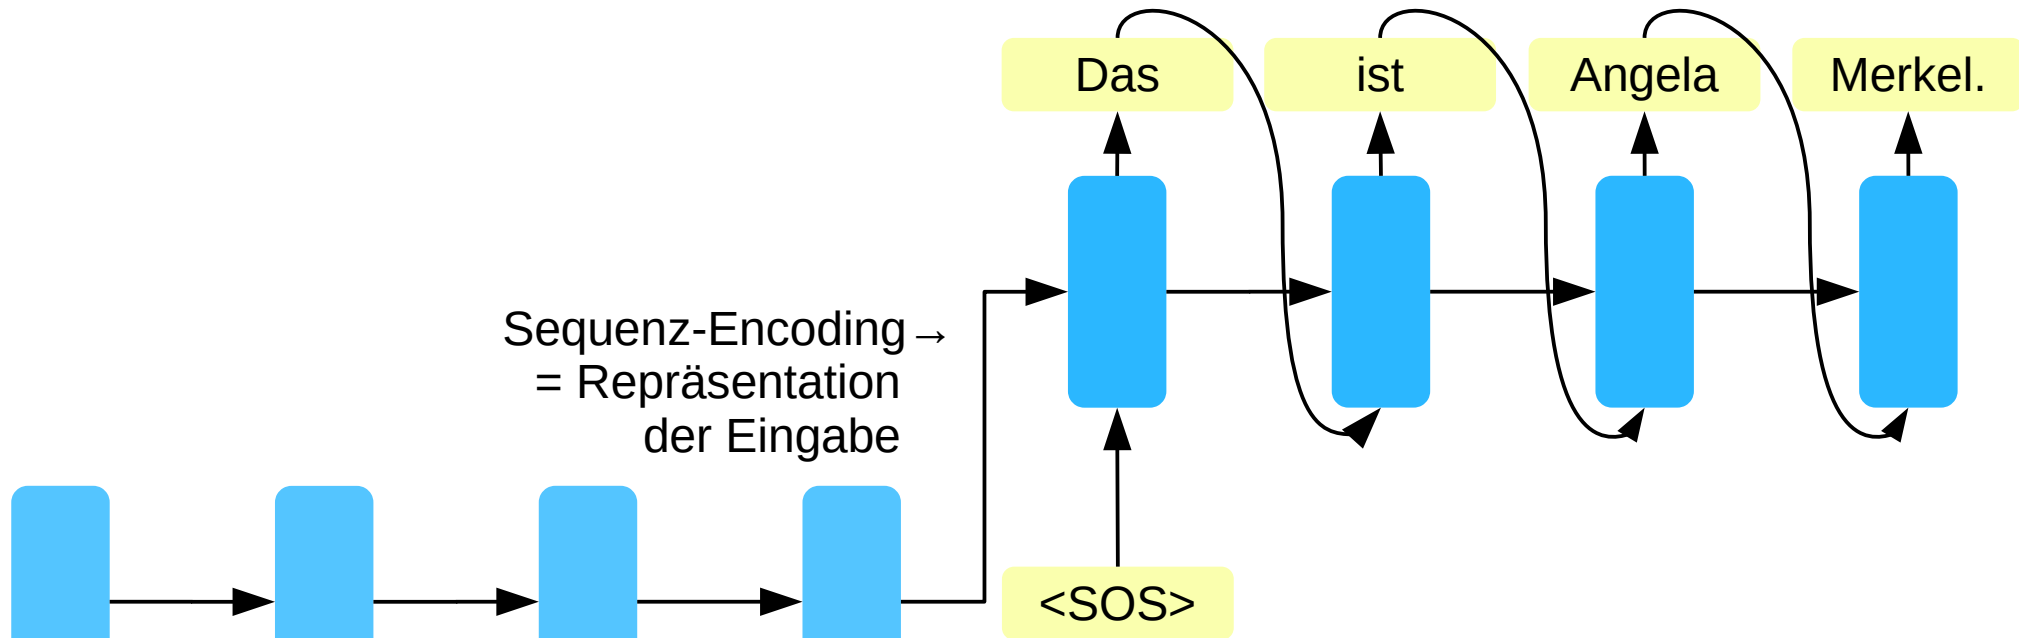 Das ist Angela Merkel.
Sequenz-Encoding→
= Repräsentation
der Eingabe
<SOS>